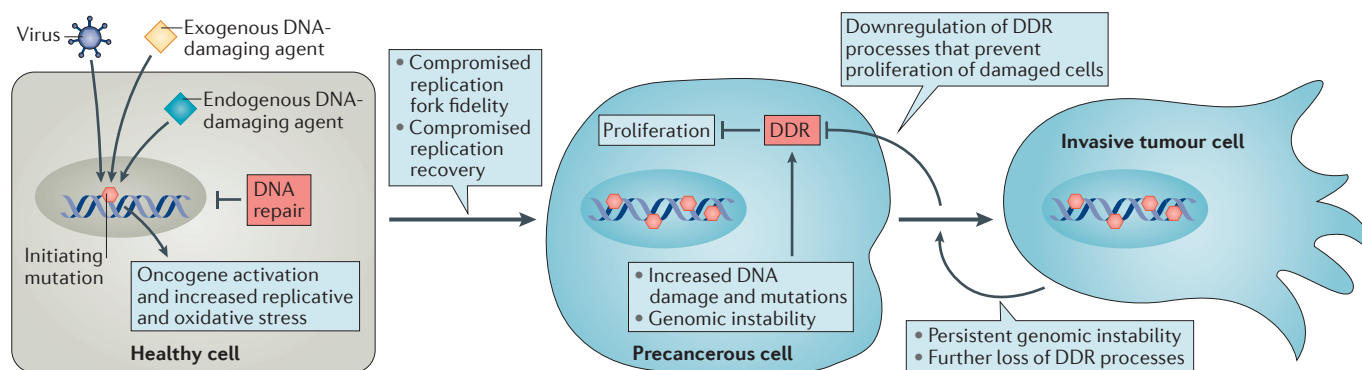 Virus
Exogenous DNA-
damaging agent
Endogenous DNA-
damaging agent
DNA
repair
Initiating
mutation
Oncogene activation
and increased replicative
and oxidative stress
Healthy cell
• Compromised
replication
fork fidelity
• Compromised
replication
recovery
Proliferation
DDR
• Increased DNA
damage and mutations
• Genomic instability
Precancerous cell
Downregulation of DDR
processes that prevent
proliferation of damaged cells
Invasive tumour cell
• Persistent genomic instability
• Further loss of DDR processes